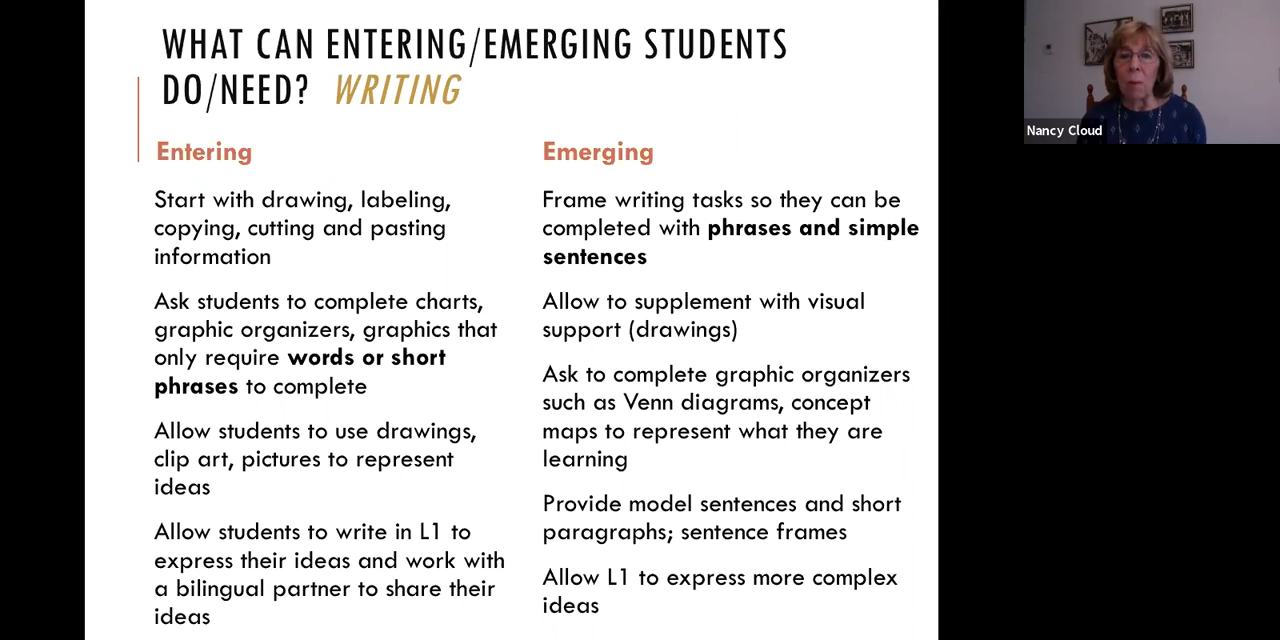 WHAT CAN ENTERING/EMERGING STUDENTS
DO/NEED? WRITING
Entering
Start with drawing, labeling,
copying, cutting and pasting
information
Ask students to complete charts,
graphic organizers, graphics that
only require words or short
phrases to complete
Allow students to use drawings,
clip art, pictures to represent
ideas
Allow students to write in L1 to
express their ideas and work with
a bilingual partner to share their
ideas
Emerging
Frame writing tasks so they can be
completed with phrases and simple
sentences
Allow to supplement with visual
support (drawings)
Ask to complete graphic organizers
such as Venn diagrams, concept
maps to represent what they are
learning
Provide model sentences and short
paragraphs; sentence frames
Allow L1 to express more complex
ideas
Nancy Cloud